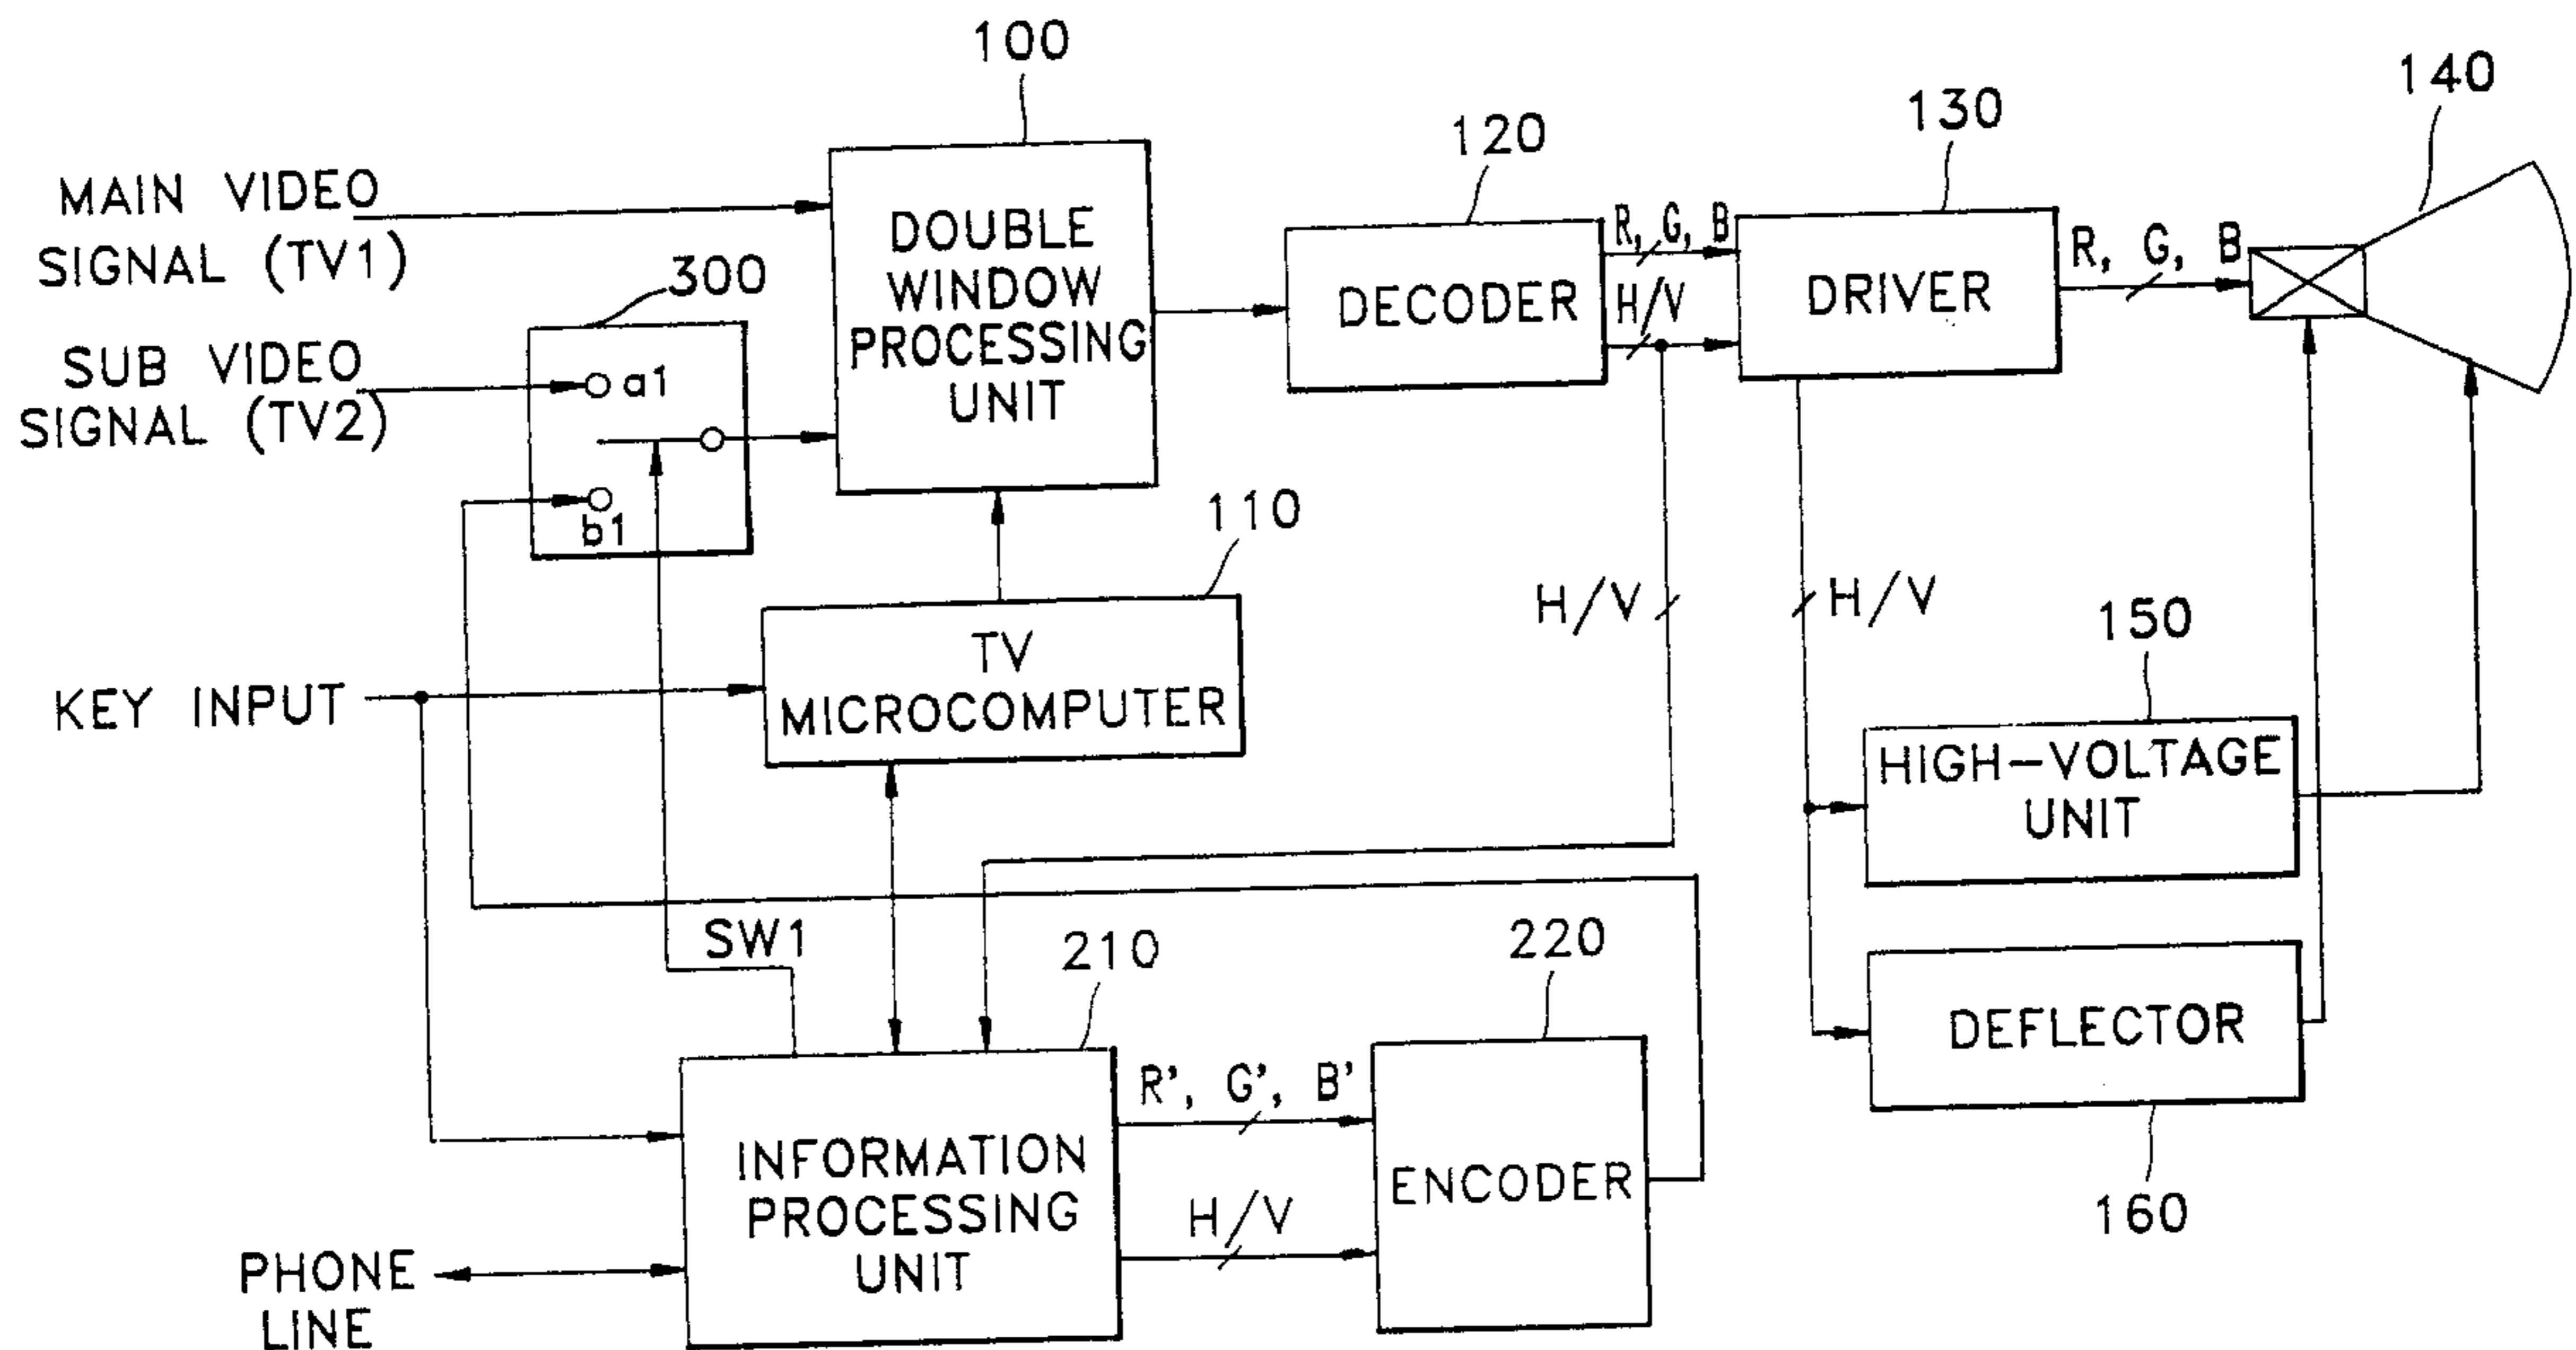 100
140
130
120
MAIN VIDEO
SIGNAL (TV1)
DOUBLE
WINDOW
PROCESSING
UNIT
R, G, B
H/V
DECODER
DRIVER
R, G, B
300
SUB VIDEO
SIGNAL (TV2)
a1
b1
110
H/V
H/V
150
TV
MICROCOMPUTER
KEY INPUT
HIGH-VOLTAGE
UNIT
SW1
210
220
DEFLECTOR
R', G', B'
INFORMATION
PROCESSING
UNIT
ENCODER
H/V
160
PHONE
LINE